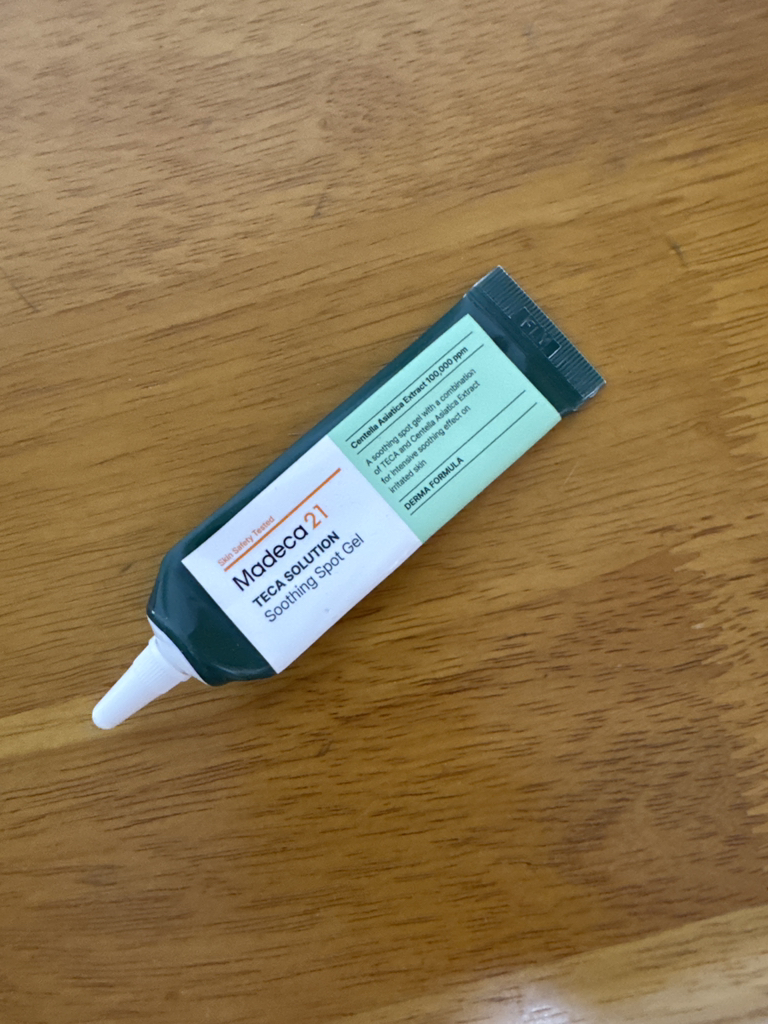 Skin Safety Tested
Madeca 21
TECA SOLUTION
Soothing Spot Gel
Centella Asiatica Extract 100,000 ppm
A soothing spot gel with a combination
of TECA and Centella Asiatica Extract
for intensive soothing effect on
irritated skin
DERMA FORMULA